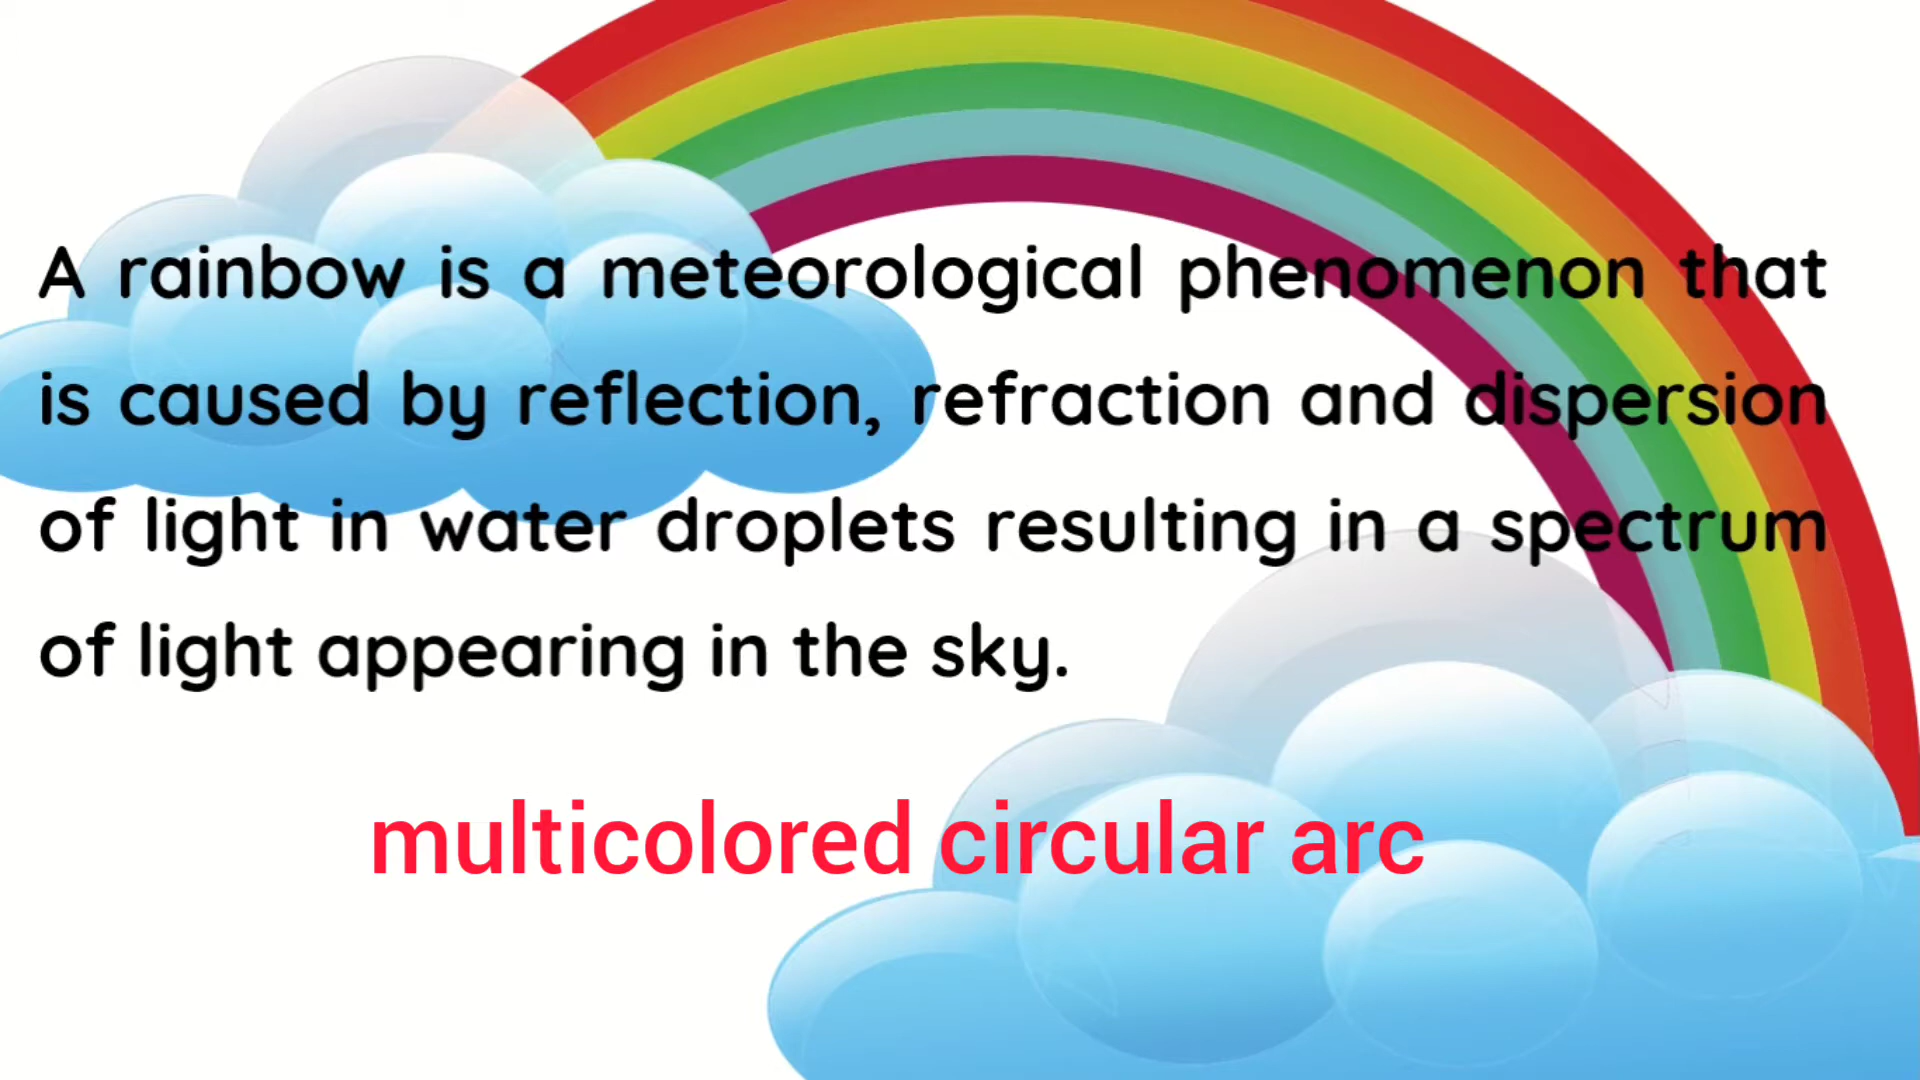 A rainbow is a meteorological phenomenon that
is caused by reflection, refraction and dispersion
of light in water droplets resulting in a spectrum
of light appearing in the sky.
multicolored circular arc